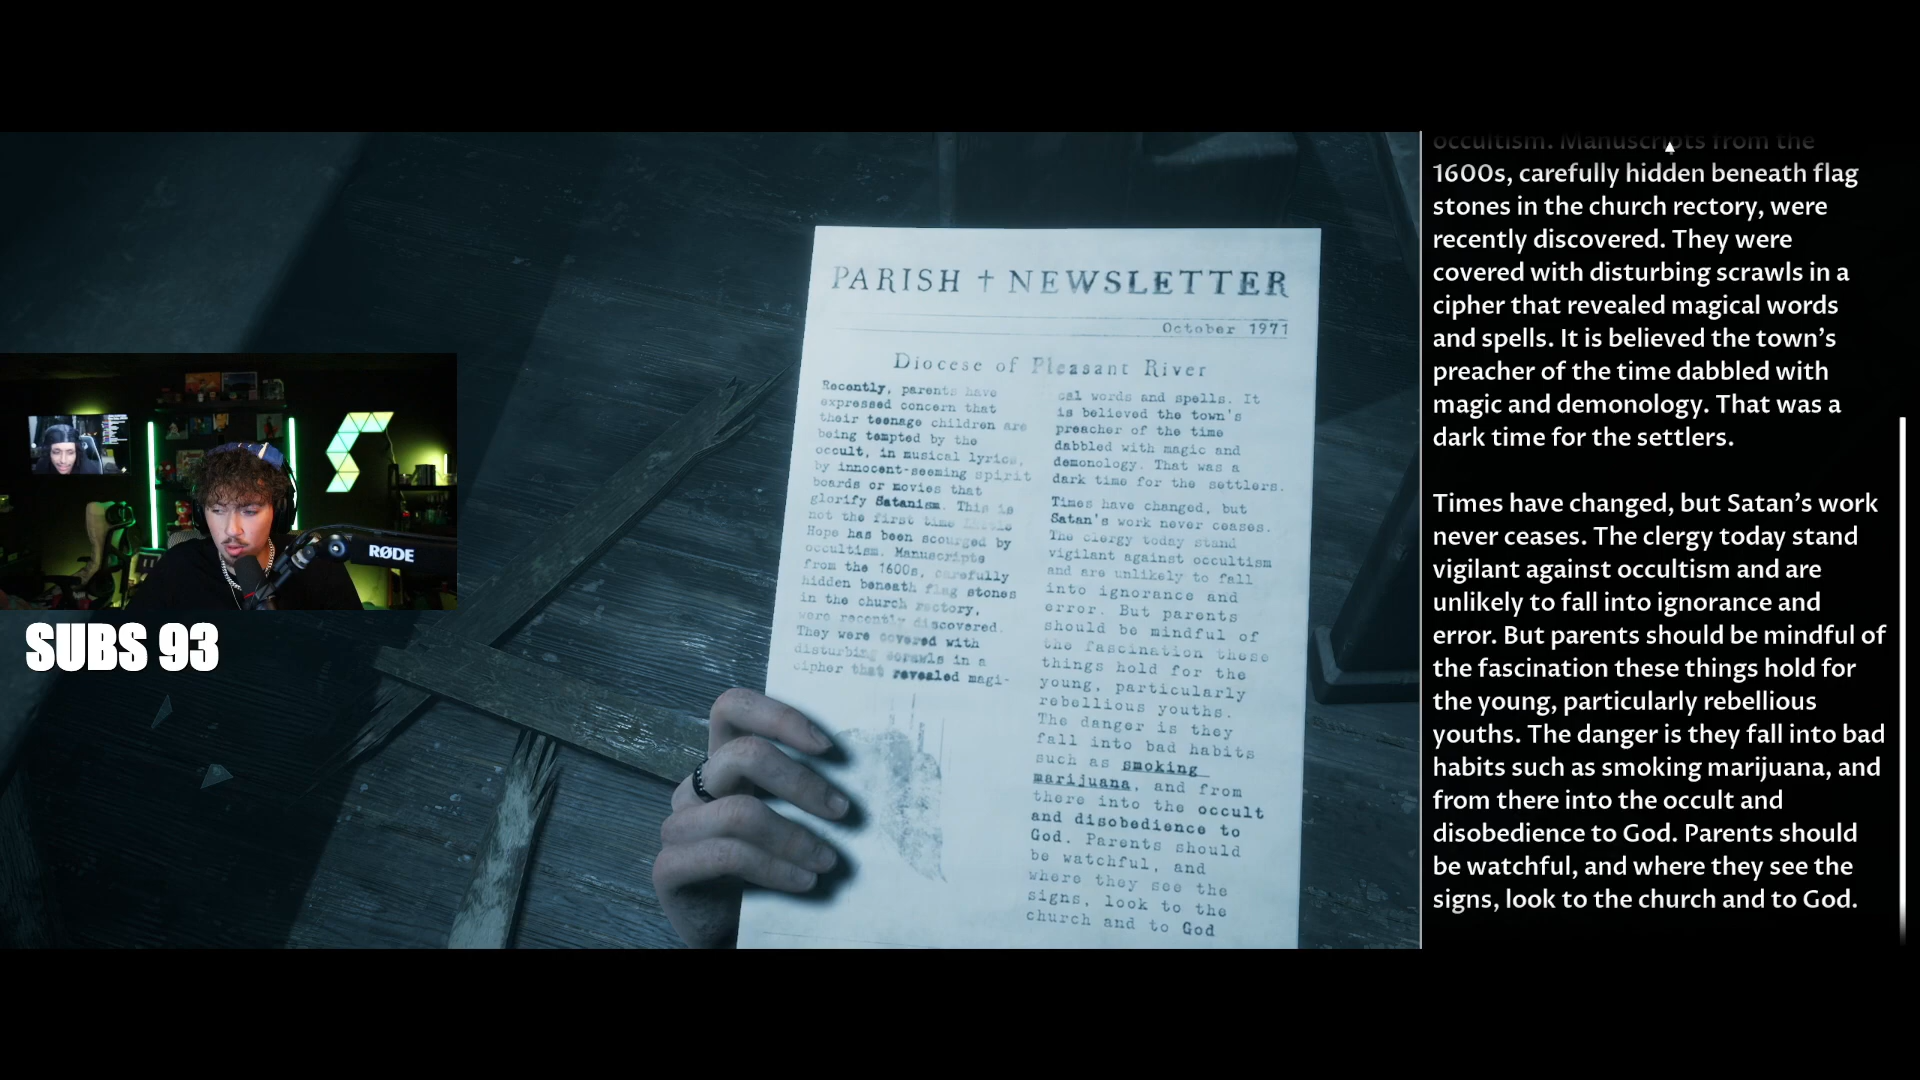 PARISH † NEWSLETTER
October 1971
Diocese of Pleasant River
Recently, parents have
expressed concern that
their teenage children are
being tempted by the
occult, in musical lyrics,
by innocent-seeming spirit
boards or movies that
glorify Satanism. This is
not the first time Little
Hope has been scourged by
occultism. Manuscripts
from the 1600s, carefully
hidden beneath flag stones
in the church rectory,
were recently discovered.
They were covered with
disturbing scrawls in a
cipher that revealed magi-
cal words and spells. It
is believed the town's
preacher of the time
dabbled with magic and
demonology. That was a
dark time for the settlers.
Times have changed, but
Satan's work never ceases.
The clergy today stand
vigilant against occultism
and are unlikely to fall
into ignorance and
error. But parents
should be mindful of
the fascination these
things hold for the
young, particularly
rebellious youths.
The danger is they
fall into bad habits
such as smoking
marijuana, and from
there into the occult
and disobedience to
God. Parents should
be watchful, and
where they see the
signs, look to the
church and to God
occultism. Manuscripts from the
1600s, carefully hidden beneath flag
stones in the church rectory, were
recently discovered. They were
covered with disturbing scrawls in a
cipher that revealed magical words
and spells. It is believed the town's
preacher of the time dabbled with
magic and demonology. That was a
dark time for the settlers.
Times have changed, but Satan's work
never ceases. The clergy today stand
vigilant against occultism and are
unlikely to fall into ignorance and
error. But parents should be mindful of
the fascination these things hold for
the young, particularly rebellious
youths. The danger is they fall into bad
habits such as smoking marijuana, and
from there into the occult and
disobedience to God. Parents should
be watchful, and where they see the
signs, look to the church and to God.
RØDE
SUBS 93